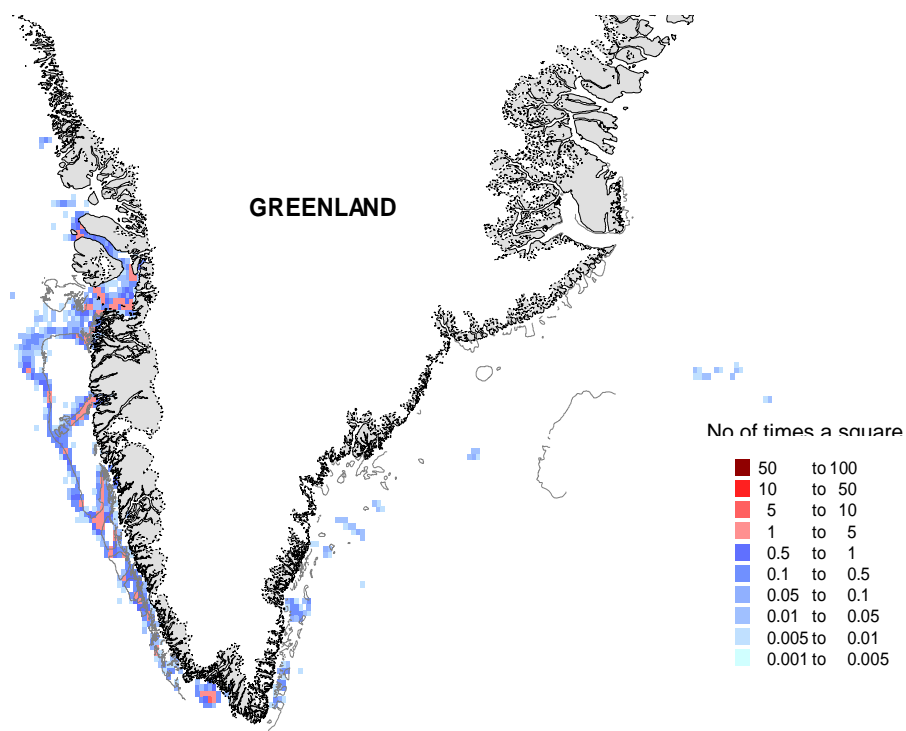 GREENLAND
No of times a square
50 to 100
10 to 50
5 to 10
1 to 5
0.5 to 1
0.1 to 0.5
0.05 to 0.1
0.01 to 0.05
0.005 to 0.01
0.001 to 0.005